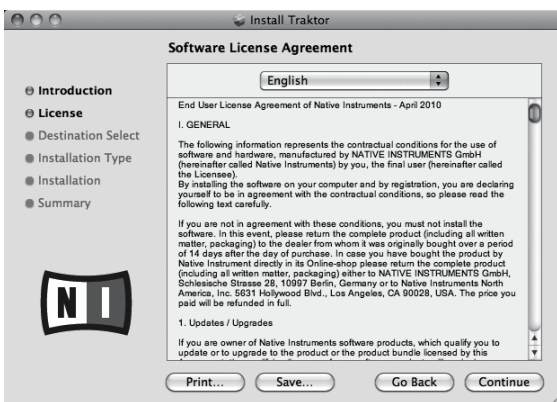 Install Traktor
Software License Agreement
Introduction
License
Destination Select
Installation Type
Installation
Summary
English
End User License Agreement of Native Instruments - April 2010
I. GENERAL
The following information represents the contractual conditions for the use of
software and hardware, manufactured by NATIVE INSTRUMENTS GmbH
(hereinafter called Native Instruments) by you, the final user (hereinafter called
the Licensee).
By installing the software on your computer and by registration, you are declaring
yourself to be in agreement with the contractual conditions, so please read the
following text carefully.
If you are not in agreement with these conditions, you must not install the
software. In this event, please return the complete product (including all written
matter, packaging) to the dealer from whom it was originally bought over a period
of 14 days after the day of purchase. In case you have bought the product by
Native Instrument directly in its Online-shop please return the complete product
(including all written matter, packaging) either to NATIVE INSTRUMENTS GmbH,
Schlesische Strasse 28, 10997 Berlin, Germany or to Native Instruments North
America, Inc. 5631 Hollywood Blvd., Los Angeles, CA 90028, USA. The price you
paid will be refunded in full.
1. Updates / Upgrades
If you are owner of Native Instruments software products, which qualify you to
update or to upgrade to the product or the product bundle licensed by this
NI
Print... Save... Go Back Continue